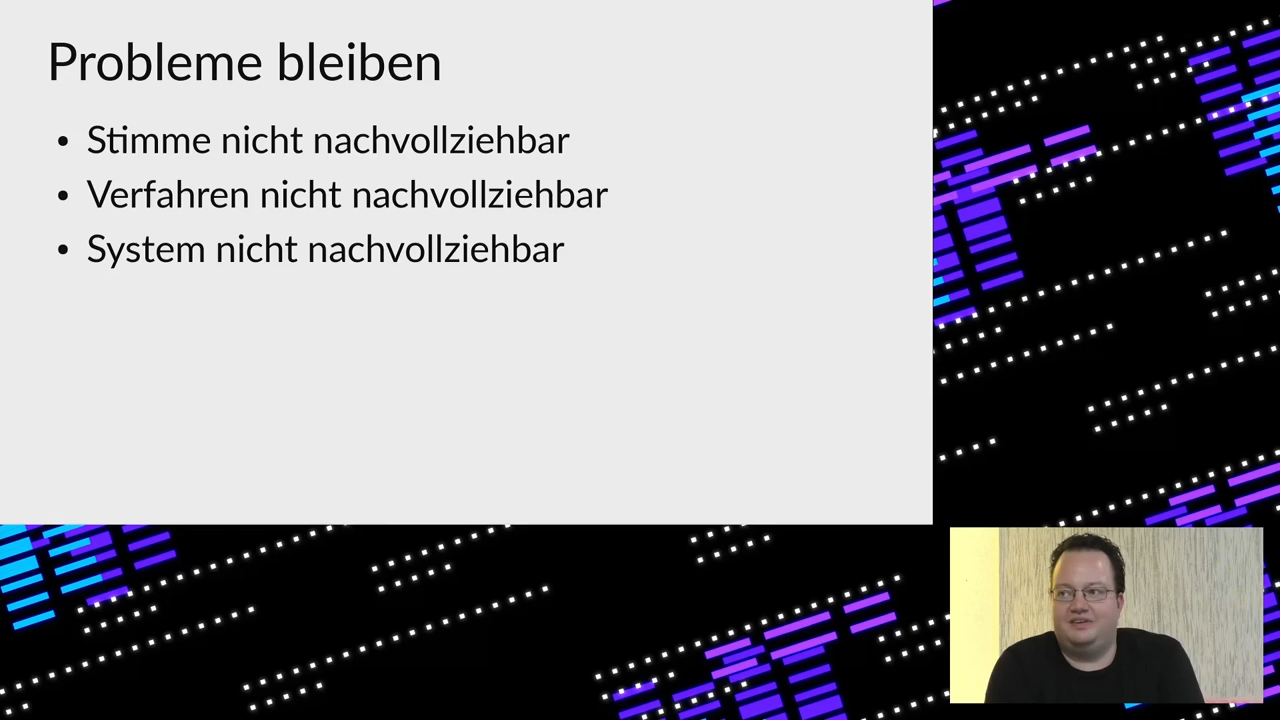 Probleme bleiben
• Stimme nicht nachvollziehbar
• Verfahren nicht nachvollziehbar
• System nicht nachvollziehbar